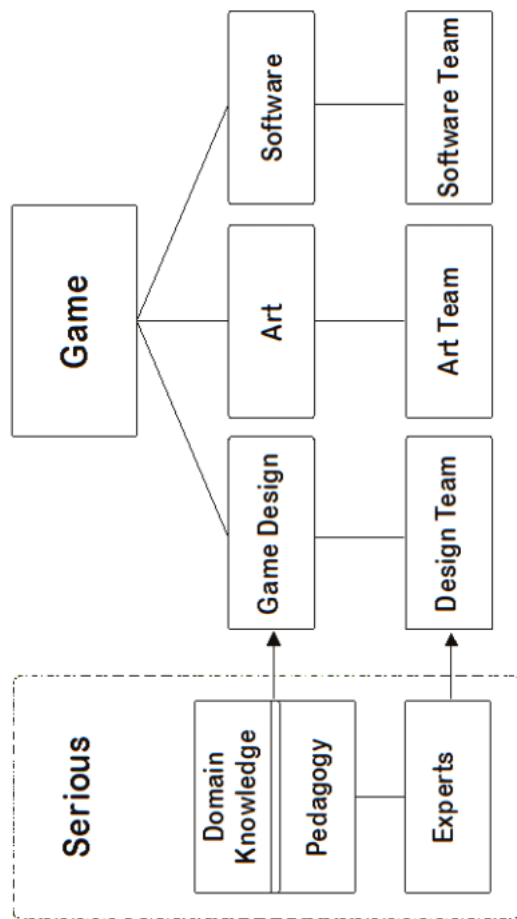 Serious
Game
Domain
Knowledge
Pedagogy
Game Design
Art
Software
Experts
Design Team
Art Team
Software Team